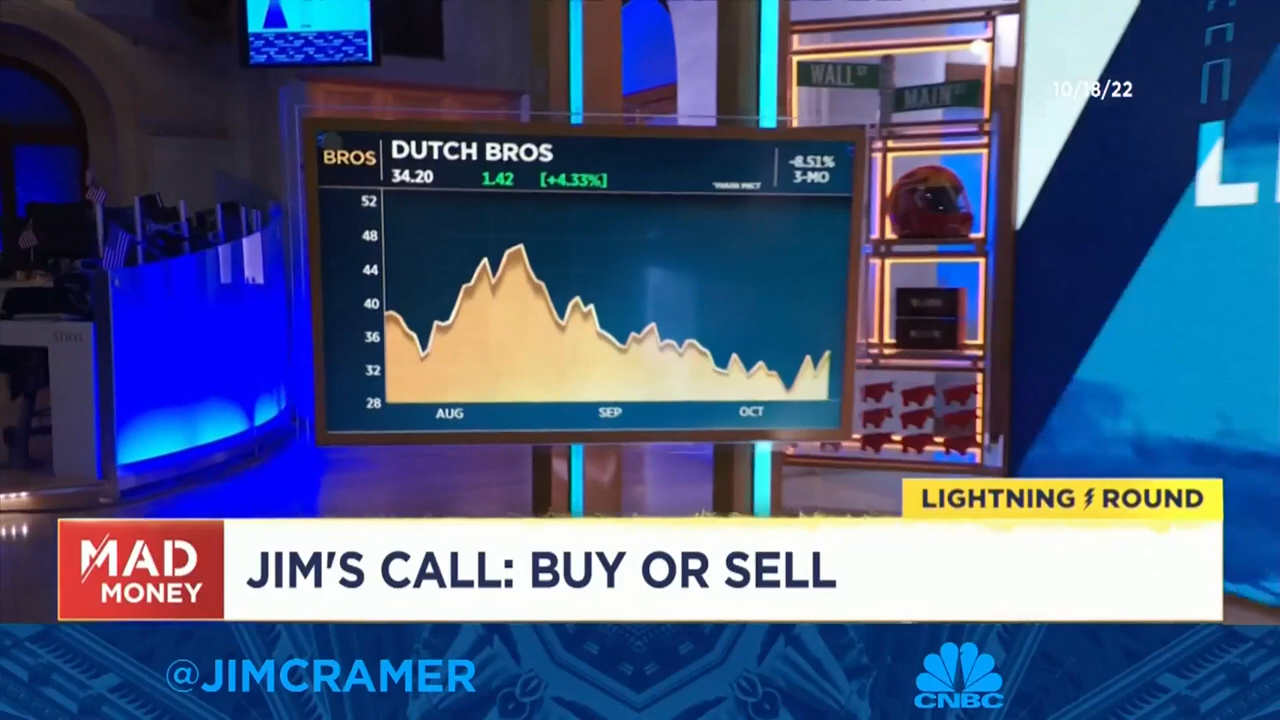 WALL ST
MAIN ST
10/18/22
BROS
DUTCH BROS
34.20 1.42 [+4.33%]
-8.51%
3-MO
52
48
44
40
36
32
28
AUG SEP OCT
LIGHTNING ROUND
MAD
MONEY
JIM'S CALL: BUY OR SELL
@JIMCRAMER
CNBC